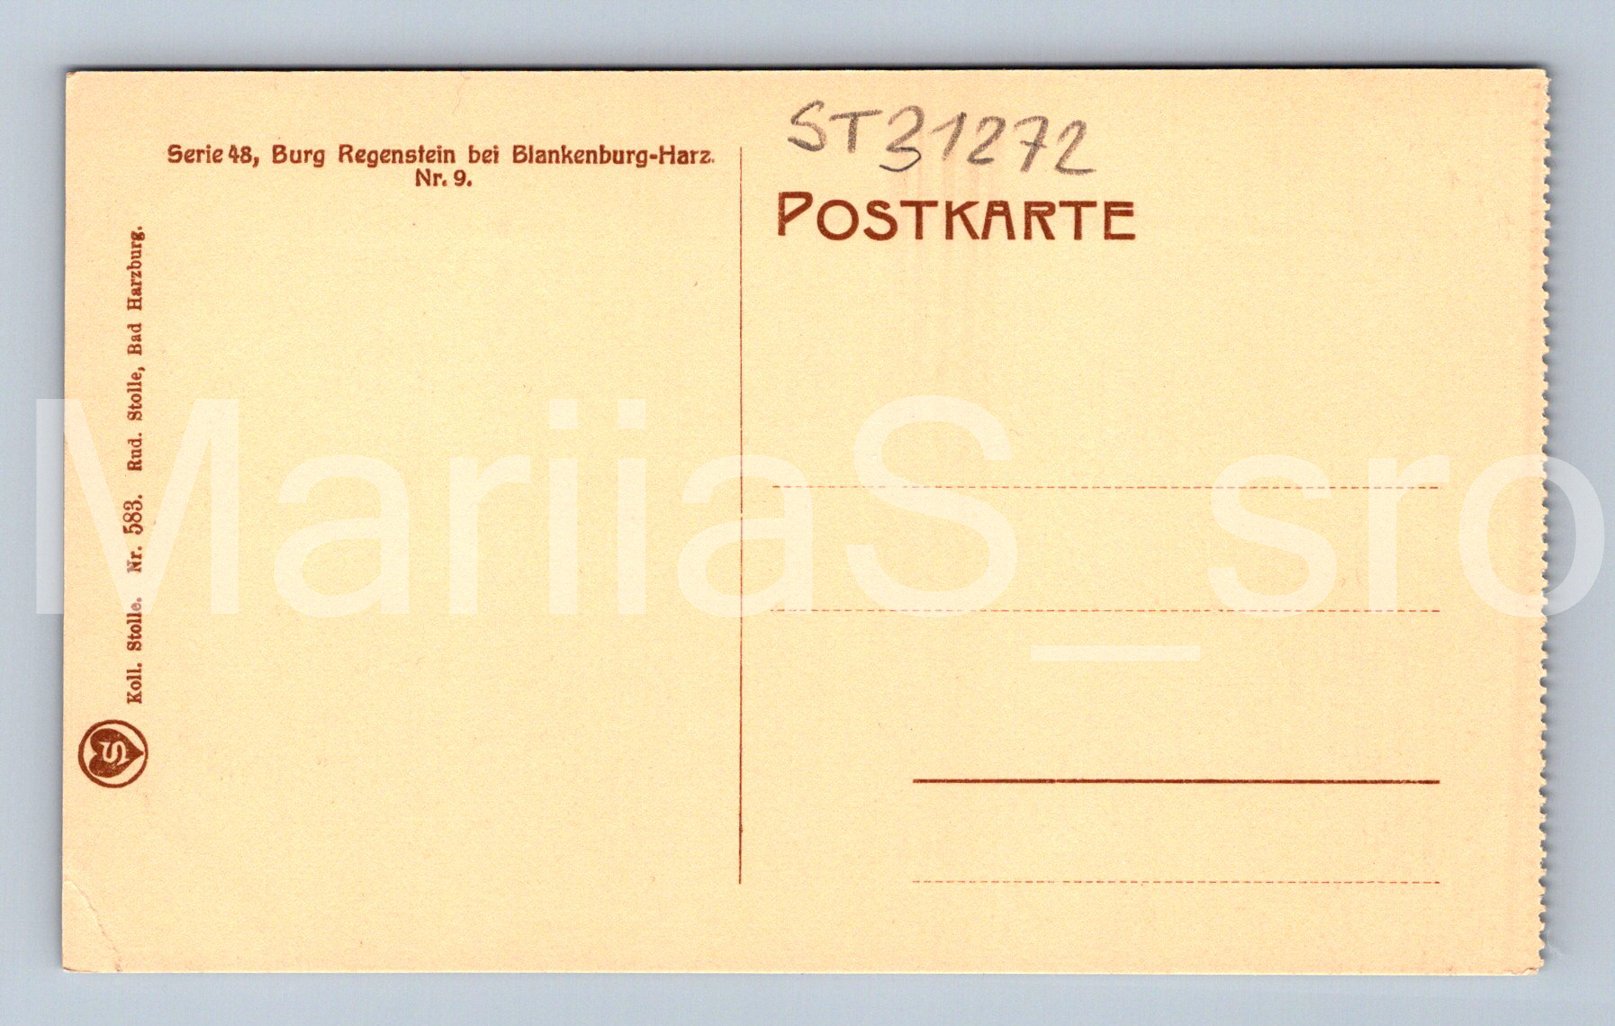 ST31272
Serie 48, Burg Regenstein bei Blankenburg-Harz.
Nr. 9.
POSTKARTE
Koll. Stolle. Nr. 583. Rud. Stolle, Bad Harzburg.
S
MariiaS_sro